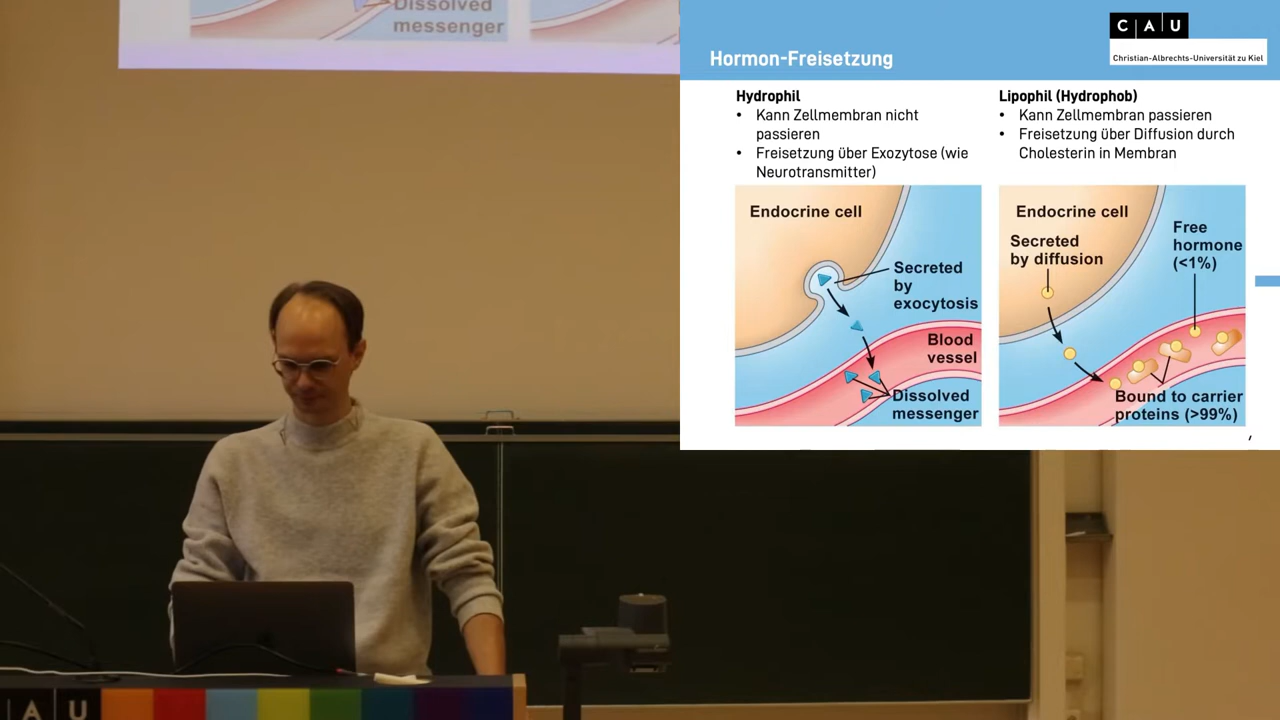 Dissolved
messenger
Hormon-Freisetzung
C A U
Christian-Albrechts-Universität zu Kiel
Hydrophil
• Kann Zellmembran nicht
passieren
• Freisetzung über Exozytose (wie
Neurotransmitter)
Lipophil (Hydrophob)
• Kann Zellmembran passieren
• Freisetzung über Diffusion durch
Cholesterin in Membran
Endocrine cell
Secreted
by
exocytosis
Blood
vessel
Dissolved
messenger
Endocrine cell
Secreted
by diffusion
Free
hormone
(<1%)
Bound to carrier
proteins (>99%)
A U